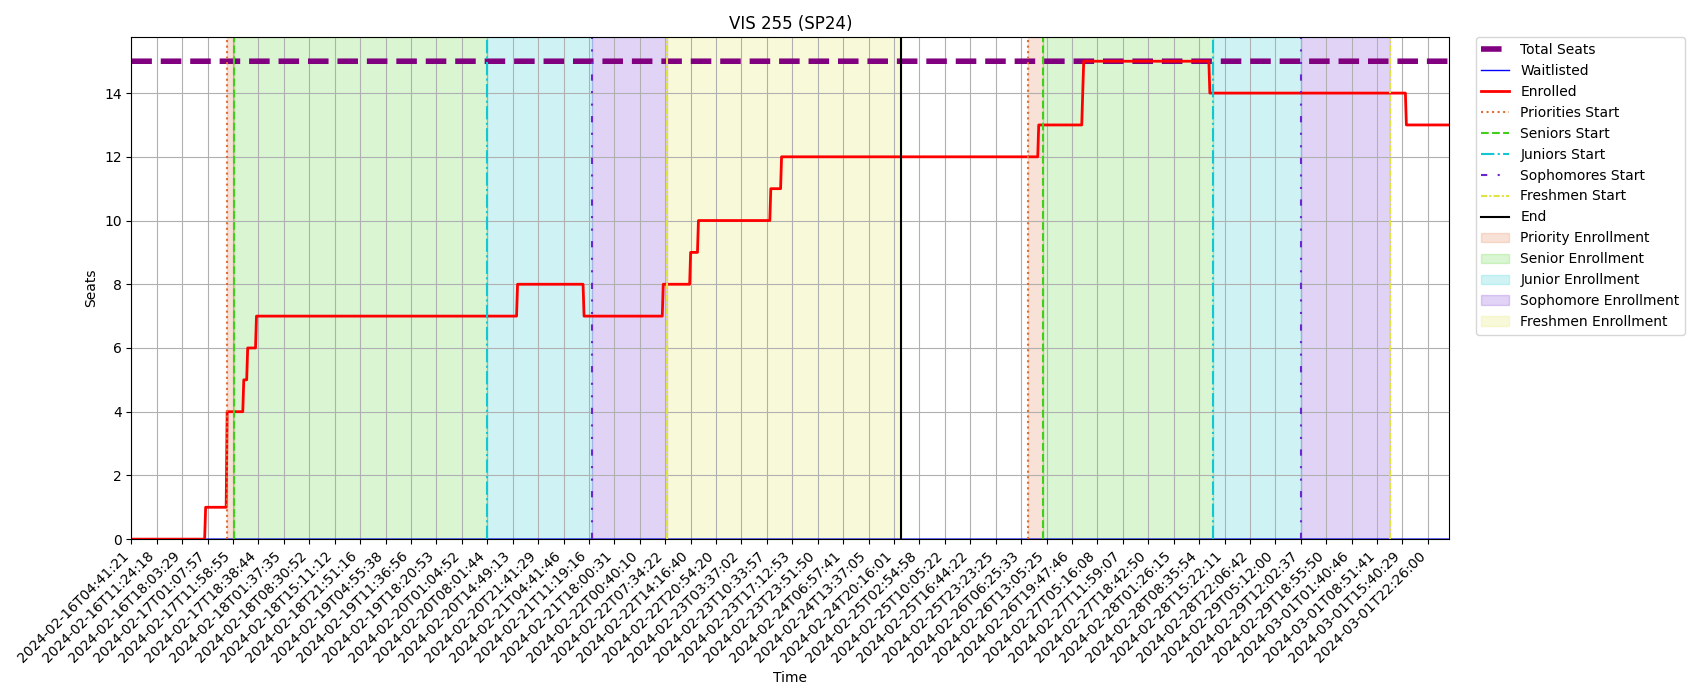 VIS 255 (SP24)
Total Seats
Waitlisted
Enrolled
Priorities Start
Seniors Start
Juniors Start
Sophomores Start
Freshmen Start
End
Priority Enrollment
Senior Enrollment
Junior Enrollment
Sophomore Enrollment
Freshmen Enrollment
Seats
14
12
10
8
6
4
2
0
2024-02-16T04:41:21
2024-02-16T11:24:18
2024-02-16T18:03:29
2024-02-17T01:07:57
2024-02-17T11:58:55
2024-02-17T18:38:44
2024-02-18T01:37:35
2024-02-18T08:30:52
2024-02-18T15:11:12
2024-02-18T21:51:16
2024-02-19T04:55:38
2024-02-19T11:36:56
2024-02-19T18:20:53
2024-02-20T01:04:52
2024-02-20T08:01:44
2024-02-20T14:49:13
2024-02-20T21:41:29
2024-02-21T04:41:46
2024-02-21T11:19:16
2024-02-21T18:00:31
2024-02-22T00:40:10
2024-02-22T07:34:22
2024-02-22T14:16:40
2024-02-22T20:54:20
2024-02-23T03:37:02
2024-02-23T10:33:57
2024-02-23T17:12:53
2024-02-23T23:51:50
2024-02-24T06:57:41
2024-02-24T13:37:05
2024-02-24T20:16:01
2024-02-25T02:54:58
2024-02-25T10:05:22
2024-02-25T16:44:22
2024-02-25T23:23:25
2024-02-26T06:25:33
2024-02-26T13:05:25
2024-02-26T19:47:46
2024-02-27T05:16:08
2024-02-27T11:59:07
2024-02-27T18:42:50
2024-02-28T01:26:15
2024-02-28T08:35:54
2024-02-28T15:22:11
2024-02-28T22:06:42
2024-02-29T05:12:00
2024-02-29T12:02:37
2024-02-29T18:55:50
2024-03-01T01:40:46
2024-03-01T08:51:41
2024-03-01T15:40:29
2024-03-01T22:26:00
Time